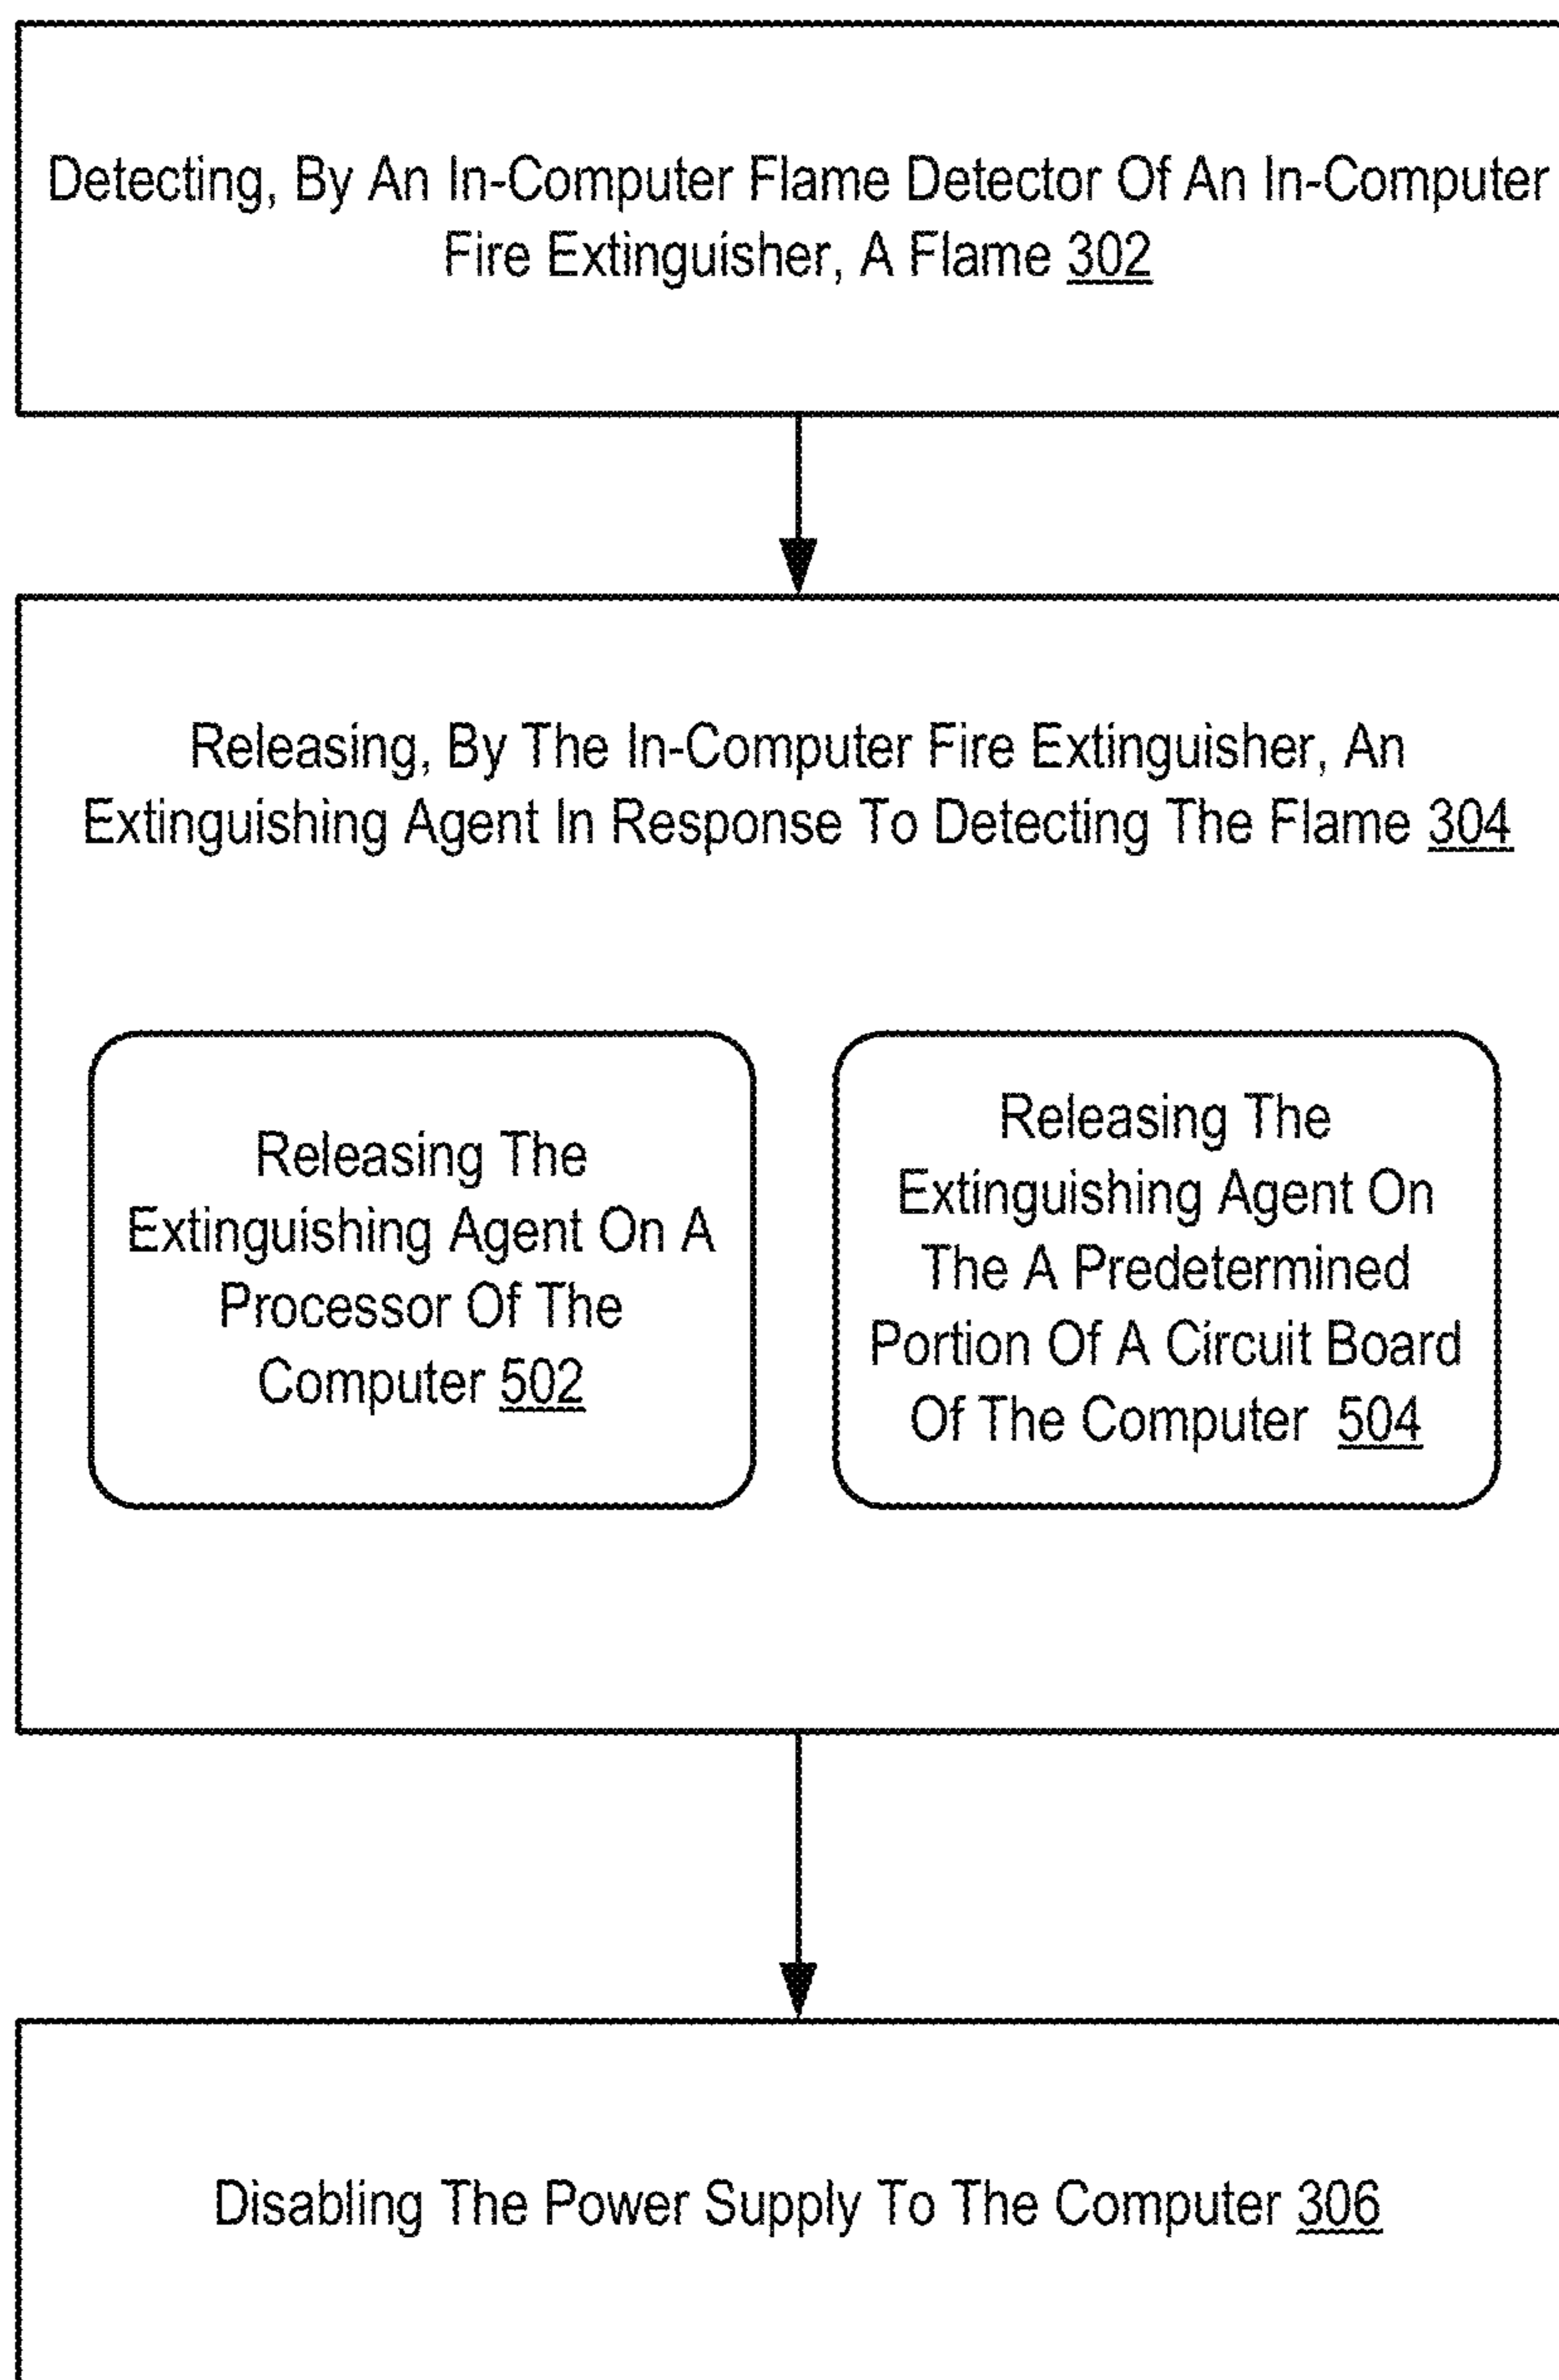 Detecting, By An In-Computer Flame Detector Of An In-Computer
Fire Extinguisher, A Flame 302
Releasing, By The In-Computer Fire Extinguisher, An
Extinguishing Agent In Response To Detecting The Flame 304
Releasing The
Extinguishing Agent On A
Processor Of The
Computer 502
Releasing The
Extinguishing Agent On
The A Predetermined
Portion Of A Circuit Board
Of The Computer 504
Disabling The Power Supply To The Computer 306